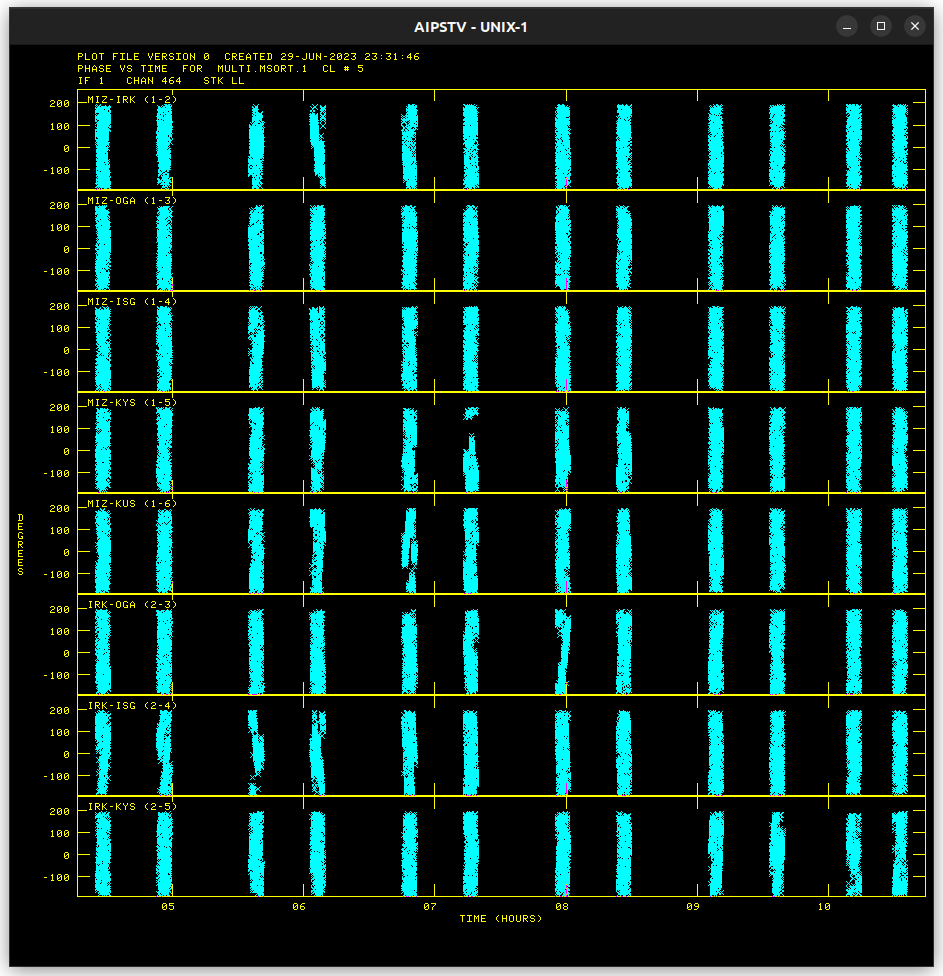 AIPSTV - UNIX-1
PLOT FILE VERSION 0 CREATED 29-JUN-2023 23:31:46
PHASE VS TIME FOR MULTI.MSORT.1 CL # 5
IF 1 CHAN 464 STK LL
MIZ-IRK (1-2)
200
100
0
-100
MIZ-OGA (1-3)
200
100
0
-100
MIZ-ISG (1-4)
200
100
0
-100
MIZ-KYS (1-5)
200
100
0
-100
MIZ-KUS (1-6)
200
100
0
-100
DEGREES
IRK-OGA (2-3)
200
100
0
-100
IRK-ISG (2-4)
200
100
0
-100
IRK-KYS (2-5)
200
100
0
-100
05 06 07 08 09 10
TIME (HOURS)